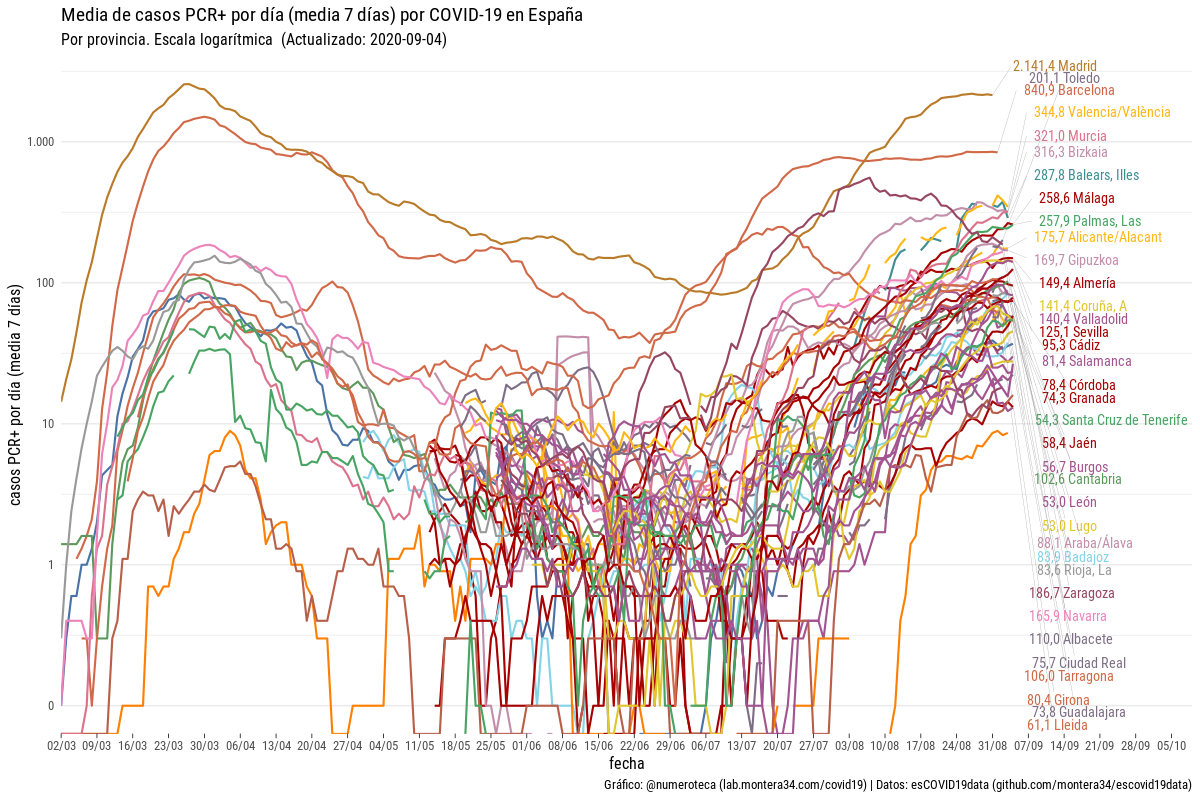 Media de casos PCR+ por día (media 7 días) por COVID-19 en España
Por provincia. Escala logarítmica (Actualizado: 2020-09-04)
casos PCR+ por día (media 7 días)
1.000
100
10
1
0
2.141,4 Madrid
201,1 Toledo
840,9 Barcelona
344,8 Valencia/València
321,0 Murcia
316,3 Bizkaia
287,8 Balears, Illes
258,6 Málaga
257,9 Palmas, Las
175,7 Alicante/Alacant
169,7 Gipuzkoa
149,4 Almería
141,4 Coruña, A
140,4 Valladolid
125,1 Sevilla
95,3 Cádiz
81,4 Salamanca
78,4 Córdoba
74,3 Granada
54,3 Santa Cruz de Tenerife
58,4 Jaén
56,7 Burgos
102,6 Cantabria
53,0 León
53,0 Lugo
88,1 Araba/Álava
83,9 Badajoz
83,6 Rioja, La
186,7 Zaragoza
165,9 Navarra
110,0 Albacete
75,7 Ciudad Real
106,0 Tarragona
80,4 Girona
73,8 Guadalajara
61,1 Lleida
02/03 09/03 16/03 23/03 30/03 06/04 13/04 20/04 27/04 04/05 11/05 18/05 25/05 01/06 08/06 15/06 22/06 29/06 06/07 13/07 20/07 27/07 03/08 10/08 17/08 24/08 31/08 07/09 14/09 21/09 28/09 05/10
fecha
Gráfico: @numeroteca (lab.montera34.com/covid19) | Datos: esCOVID19data (github.com/montera34/escovid19data)